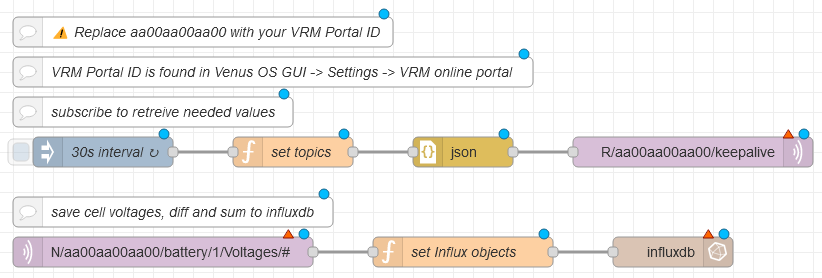 ⚠ Replace aa00aa00aa00 with your VRM Portal ID
VRM Portal ID is found in Venus OS GUI -> Settings -> VRM online portal
subscribe to retreive needed values
30s interval ↻
set topics
json
R/aa00aa00aa00/keepalive
save cell voltages, diff and sum to influxdb
N/aa00aa00aa00/battery/1/Voltages/#
set Influx objects
influxdb